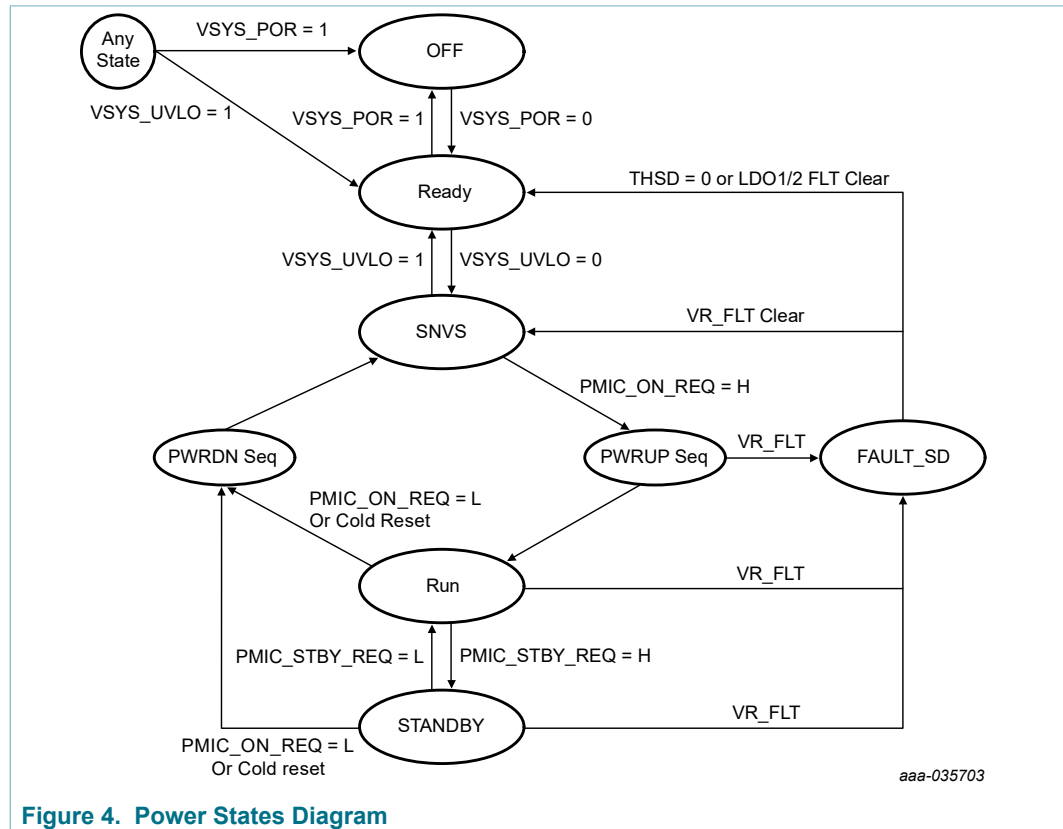 Any
State
VSYS_POR = 1
OFF
VSYS_UVLO = 1
VSYS_POR = 1
VSYS_POR = 0
THSD = 0 or LDO1/2 FLT Clear
Ready
VSYS_UVLO = 1
VSYS_UVLO = 0
VR_FLT Clear
SNVS
PMIC_ON_REQ = H
PWRDN Seq
PWRUP Seq
VR_FLT
FAULT_SD
PMIC_ON_REQ = L
Or Cold Reset
Run
VR_FLT
PMIC_STBY_REQ = L
PMIC_STBY_REQ = H
STANDBY
VR_FLT
PMIC_ON_REQ = L
Or Cold reset
aaa-035703
Figure 4. Power States Diagram